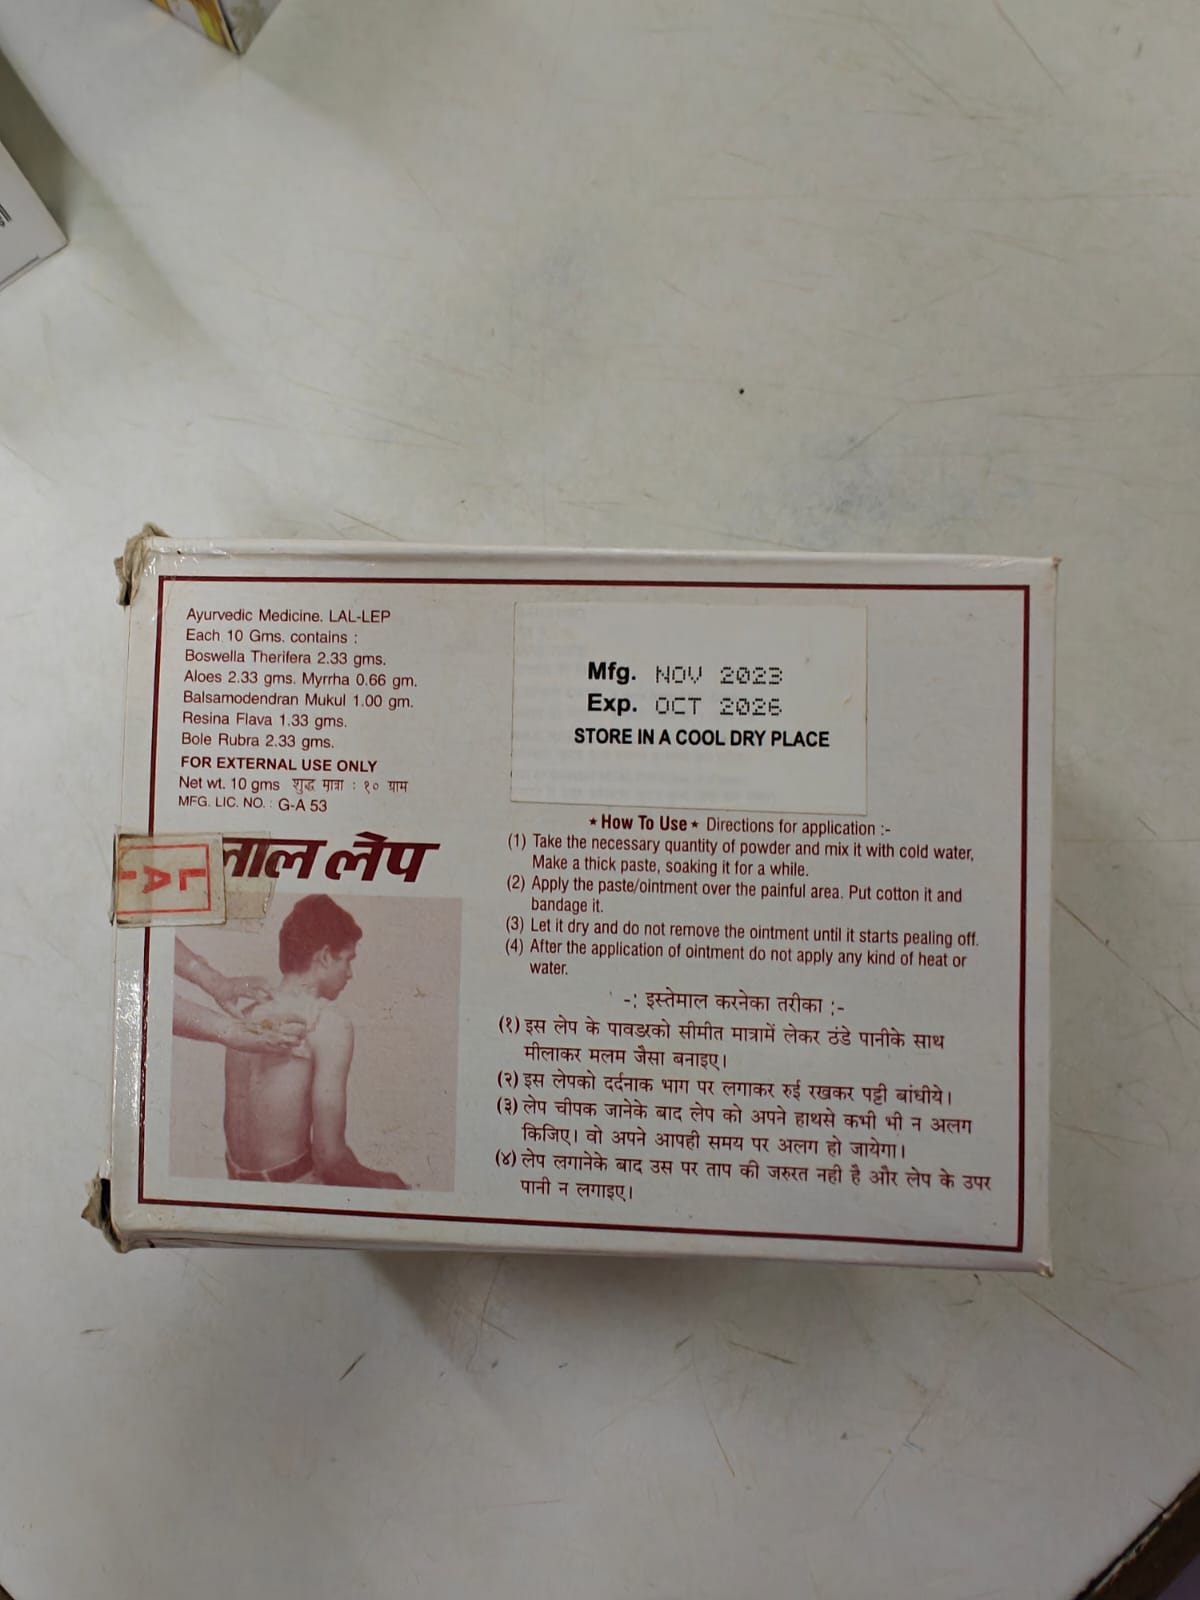 Ayurvedic Medicine. LAL-LEP
Each 10 Gms. contains :
Boswella Therifera 2.33 gms.
Aloes 2.33 gms. Myrrha 0.66 gm.
Balsamodendran Mukul 1.00 gm.
Resina Flava 1.33 gms.
Bole Rubra 2.33 gms.
FOR EXTERNAL USE ONLY
Net wt. 10 gms शुद्ध मात्रा : १० ग्राम
MFG. LIC. NO. : G-A 53
लाल लेप
LA
Mfg. NOV 2023
Exp. OCT 2026
STORE IN A COOL DRY PLACE
★ How To Use ★ Directions for application :-
(1) Take the necessary quantity of powder and mix it with cold water,
Make a thick paste, soaking it for a while.
(2) Apply the paste/ointment over the painful area. Put cotton it and
bandage it.
(3) Let it dry and do not remove the ointment until it starts pealing off.
(4) After the application of ointment do not apply any kind of heat or
water.
-: इस्तेमाल करनेका तरीका :-
(१) इस लेप के पावडरको सीमीत मात्रामें लेकर ठंडे पानीके साथ
मीलाकर मलम जैसा बनाइए।
(२) इस लेपको दर्दनाक भाग पर लगाकर रुई रखकर पट्टी बांधीये।
(३) लेप चीपक जानेके बाद लेप को अपने हाथसे कभी भी न अलग
किजिए। वो अपने आपही समय पर अलग हो जायेगा।
(४) लेप लगानेके बाद उस पर ताप की जरुरत नही है और लेप के उपर
पानी न लगाइए।